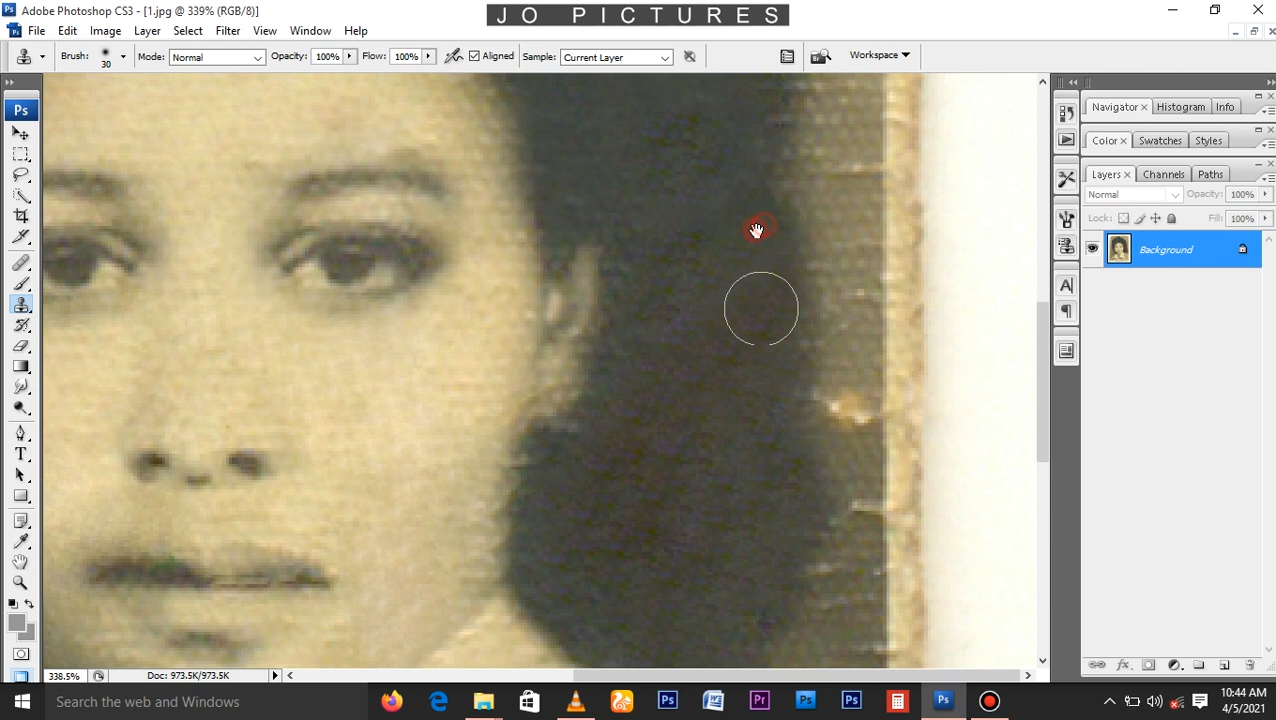 Adobe Photoshop CS3 - [1.jpg @ 339% (RGB/8)]
JO PICTURES
File Edit Image Layer Select Filter View Window Help
Brush: 30 Mode: Normal Opacity: 100% Flow: 100% Aligned Sample: Current Layer Workspace
Ps
Navigator Histogram Info
Color Swatches Styles
Layers Channels Paths
Normal Opacity: 100%
Lock: Fill: 100%
Background
338.5% Doc: 973.5K/973.5K
Search the web and Windows
10:44 AM
4/5/2021